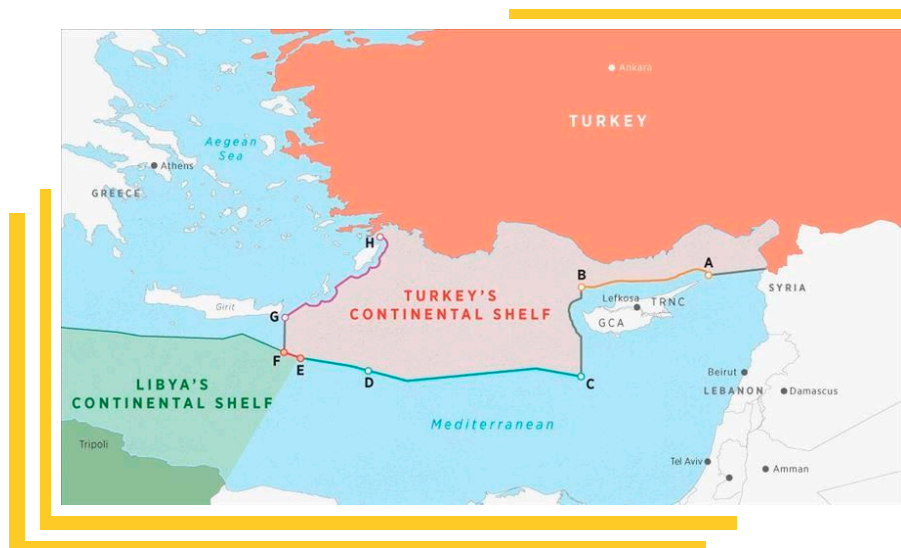 Ankara
TURKEY
Aegean
Sea
Athens
GREECE
H
A
B
SYRIA
TURKEY'S
CONTINENTAL SHELF
Lefkosa
TRNC
Girit
G
GCA
F
E
D
C
Beirut
LIBYA'S
CONTINENTAL SHELF
LEBANON
Damascus
Mediterranean
Tripoli
Tel Aviv
Amman